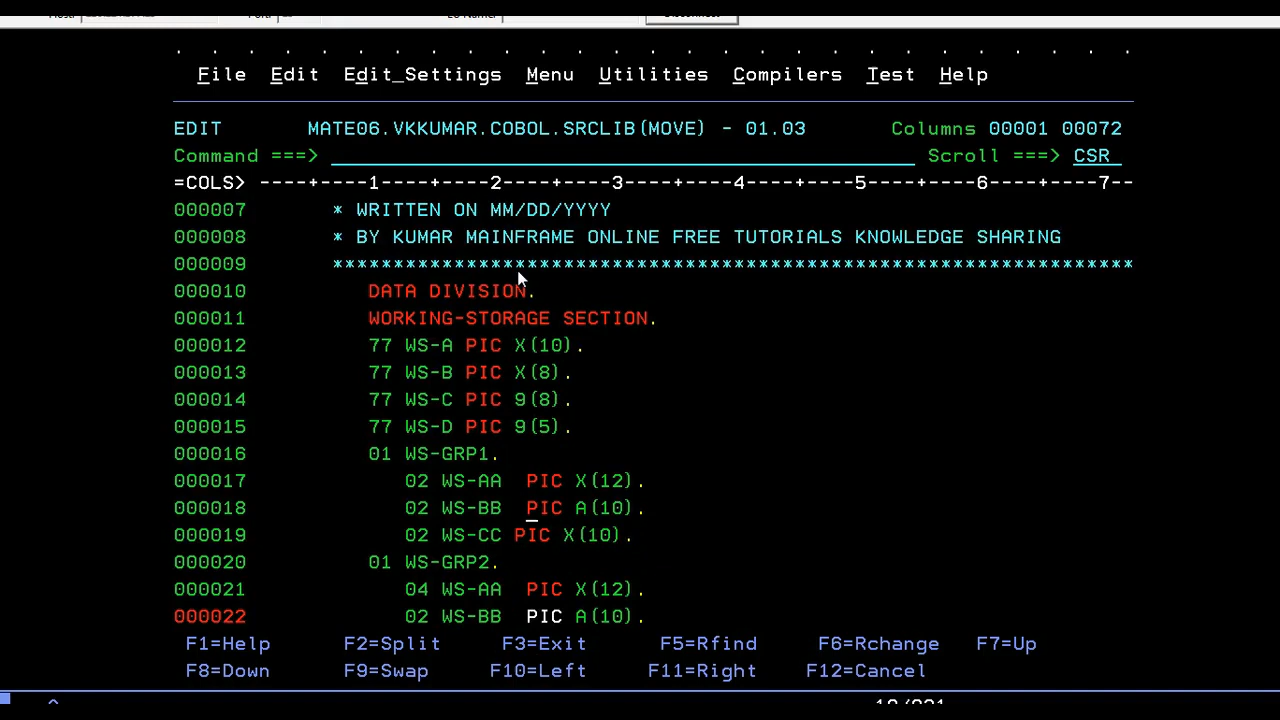 File Edit Edit_Settings Menu Utilities Compilers Test Help
EDIT MATE06.VKKUMAR.COBOL.SRCLIB(MOVE) - 01.03 Columns 00001 00072
Command ===> Scroll ===> CSR
=COLS> ----+----1----+----2----+----3----+----4----+----5----+----6----+----7--
000007 * WRITTEN ON MM/DD/YYYY
000008 * BY KUMAR MAINFRAME ONLINE FREE TUTORIALS KNOWLEDGE SHARING
000009 ******************************************************************
000010 DATA DIVISION.
000011 WORKING-STORAGE SECTION.
000012 77 WS-A PIC X(10).
000013 77 WS-B PIC X(8).
000014 77 WS-C PIC 9(8).
000015 77 WS-D PIC 9(5).
000016 01 WS-GRP1.
000017 02 WS-AA PIC X(12).
000018 02 WS-BB PIC A(10).
000019 02 WS-CC PIC X(10).
000020 01 WS-GRP2.
000021 04 WS-AA PIC X(12).
000022 02 WS-BB PIC A(10).
F1=Help F2=Split F3=Exit F5=Rfind F6=Rchange F7=Up
F8=Down F9=Swap F10=Left F11=Right F12=Cancel